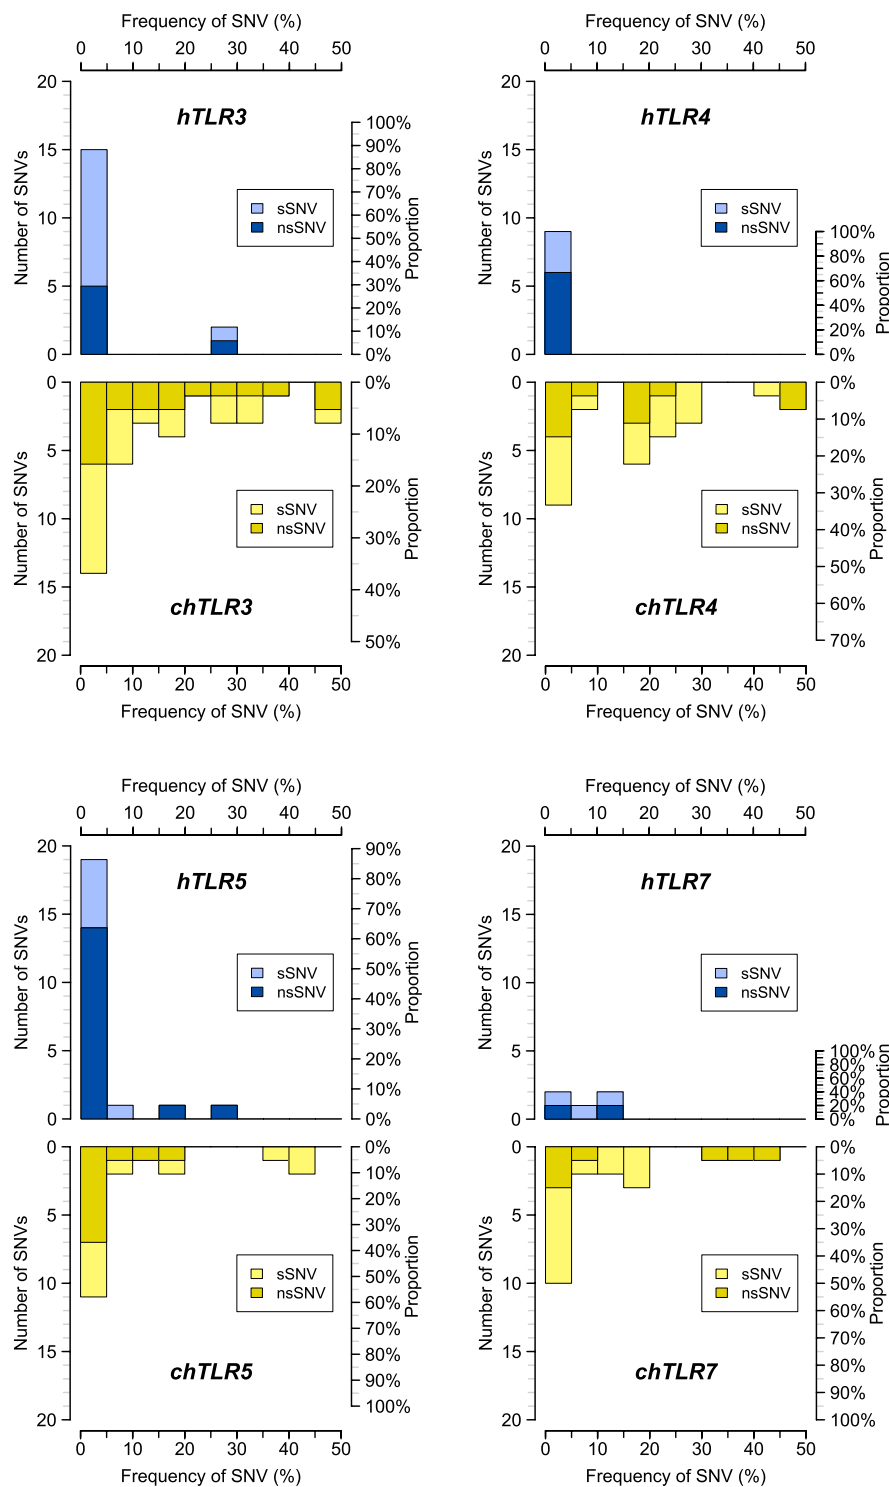 Frequency of SNV (%)
0 10 20 30 40 50
hTLR3
Number of SNVs
20
15
10
5
0
sSNV
nsSNV
Proportion
100%
90%
80%
70%
60%
50%
40%
30%
20%
10%
0%
Number of SNVs
0
5
10
15
20
sSNV
nsSNV
chTLR3
Proportion
0%
10%
20%
30%
40%
50%
0 10 20 30 40 50
Frequency of SNV (%)
Frequency of SNV (%)
0 10 20 30 40 50
hTLR4
Number of SNVs
20
15
10
5
0
sSNV
nsSNV
Proportion
100%
80%
60%
40%
20%
0%
Number of SNVs
0
5
10
15
20
sSNV
nsSNV
chTLR4
Proportion
0%
10%
20%
30%
40%
50%
60%
70%
0 10 20 30 40 50
Frequency of SNV (%)
Frequency of SNV (%)
0 10 20 30 40 50
hTLR5
Number of SNVs
20
15
10
5
0
sSNV
nsSNV
Proportion
90%
80%
70%
60%
50%
40%
30%
20%
10%
0%
Number of SNVs
0
5
10
15
20
sSNV
nsSNV
chTLR5
Proportion
0%
10%
20%
30%
40%
50%
60%
70%
80%
90%
100%
0 10 20 30 40 50
Frequency of SNV (%)
Frequency of SNV (%)
0 10 20 30 40 50
hTLR7
Number of SNVs
20
15
10
5
0
sSNV
nsSNV
Proportion
100%
80%
60%
40%
20%
0%
Number of SNVs
0
5
10
15
20
sSNV
nsSNV
chTLR7
Proportion
0%
10%
20%
30%
40%
50%
60%
70%
80%
90%
100%
0 10 20 30 40 50
Frequency of SNV (%)